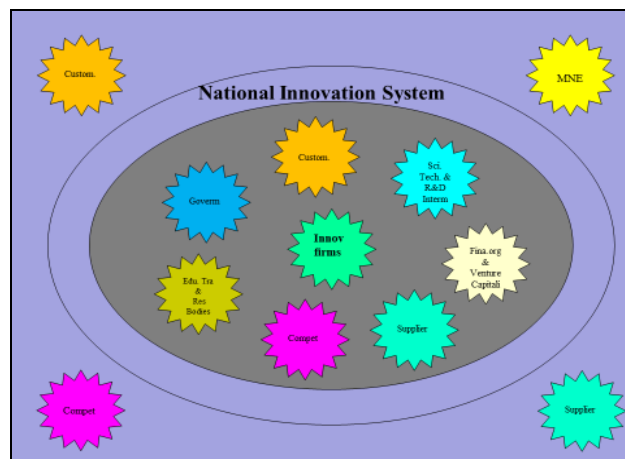 Custom.
MNE
National Innovation System
Custom.
Sci.
Tech. &
R&D
Interm
Governm
Innov
firms
Fina.org
&
Venture
Capitali
Edu. Tra
&
Res
Bodies
Compet
Supplier
Compet
Supplier